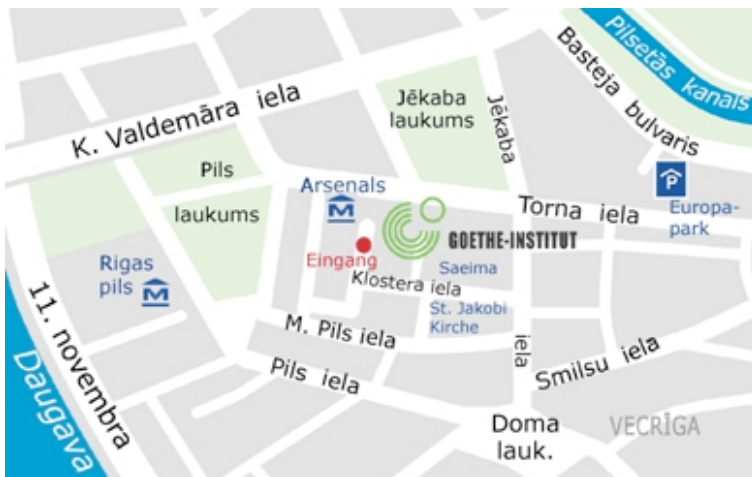 Pilsetās kanals
Basteja bulvaris
K. Valdemāra iela
Jēkaba
laukums
Jēkaba
iela
Pils
laukums
Arsenals
M
P
Torna iela
Europa-
park
GOETHE-INSTITUT
Eingang
Saeima
Klostera iela
Rigas
pils
M
St. Jakobi
Kirche
M. Pils iela
11. novembra
Pils iela
Smilsu iela
Daugava
Doma
lauk.
VECRĪGA